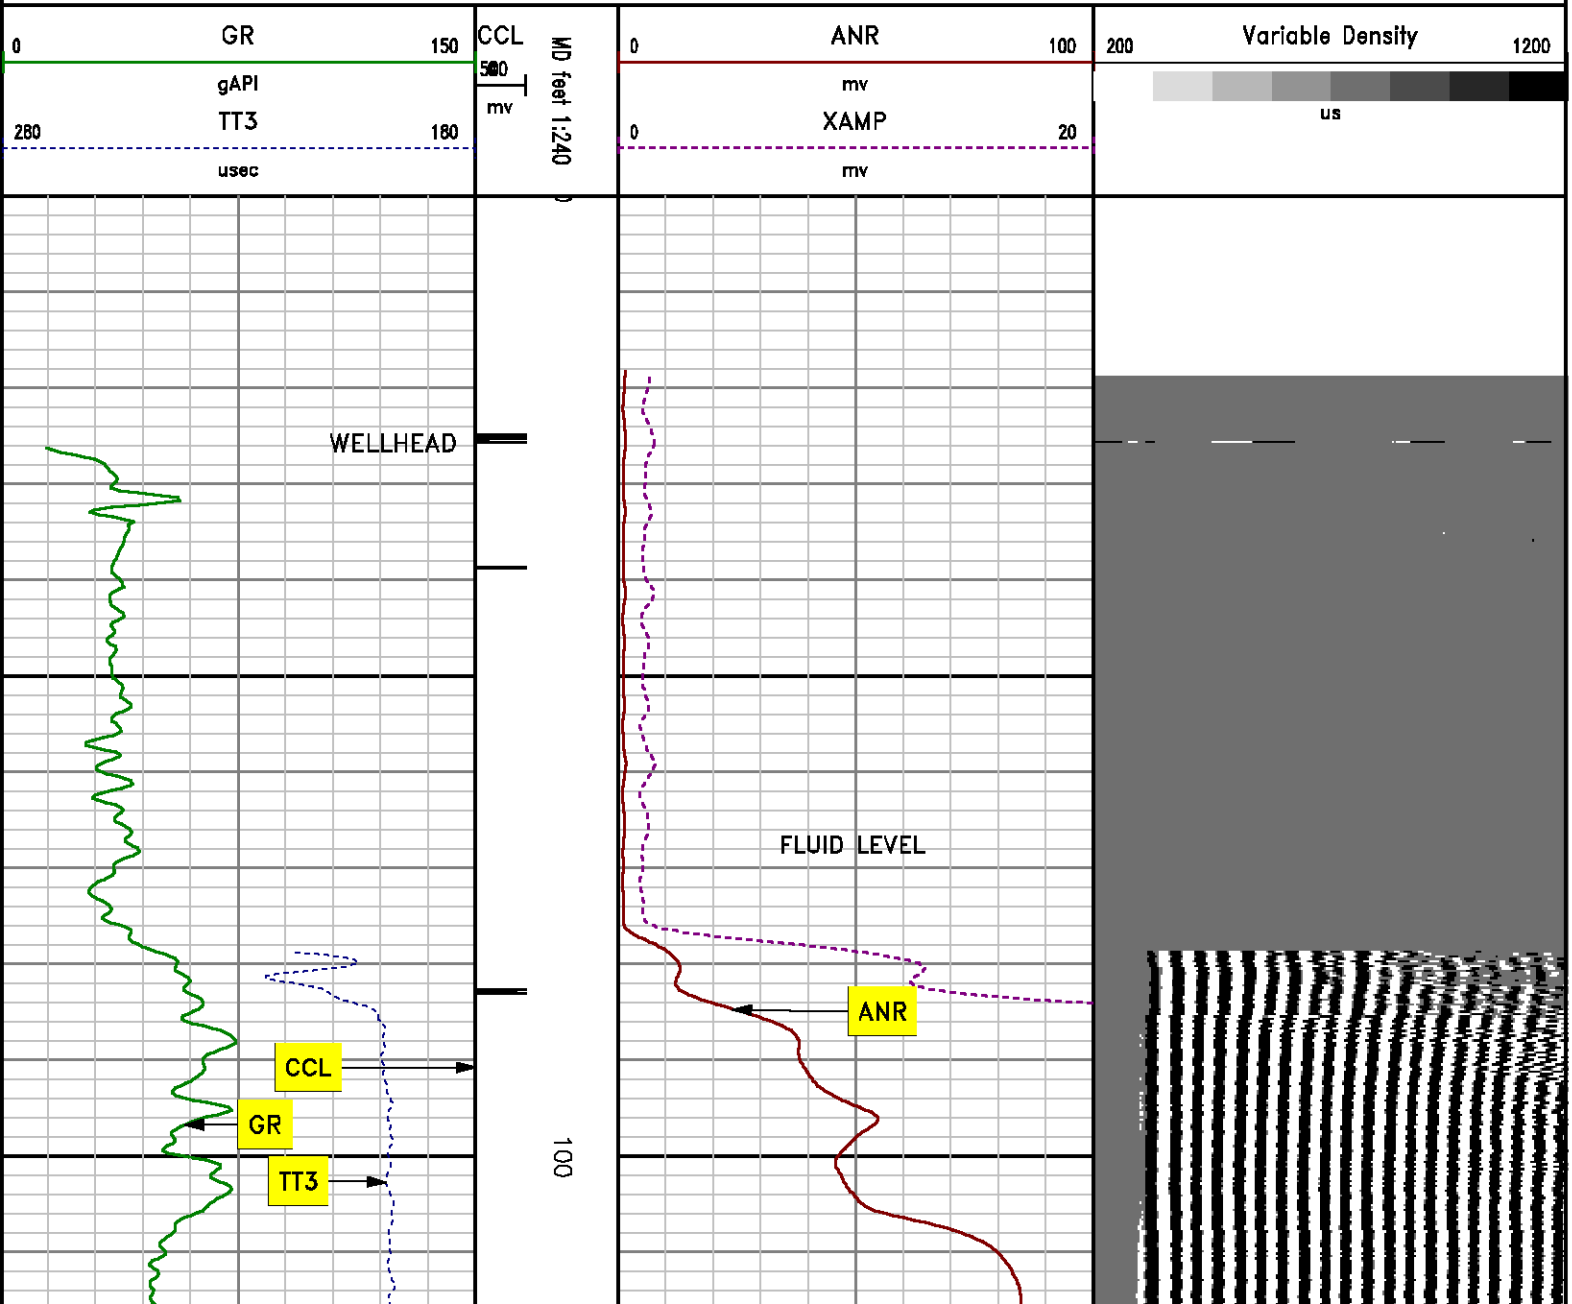 GR
0 150
gAPI
TT3
280 180
usec
CCL
mv
MD feet 1:240
0
ANR
0 100
mv
XAMP
0 20
mv
Variable Density
200 1200
us
WELLHEAD
FLUID LEVEL
ANR
CCL
GR
TT3
100